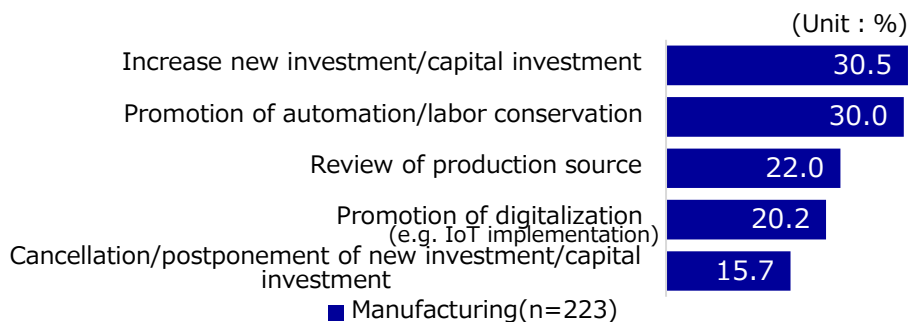 (Unit : %)
Increase new investment/capital investment 30.5
Promotion of automation/labor conservation 30.0
Review of production source 22.0
Promotion of digitalization 20.2
(e.g. IoT implementation)
Cancellation/postponement of new investment/capital
investment 15.7
Manufacturing(n=223)